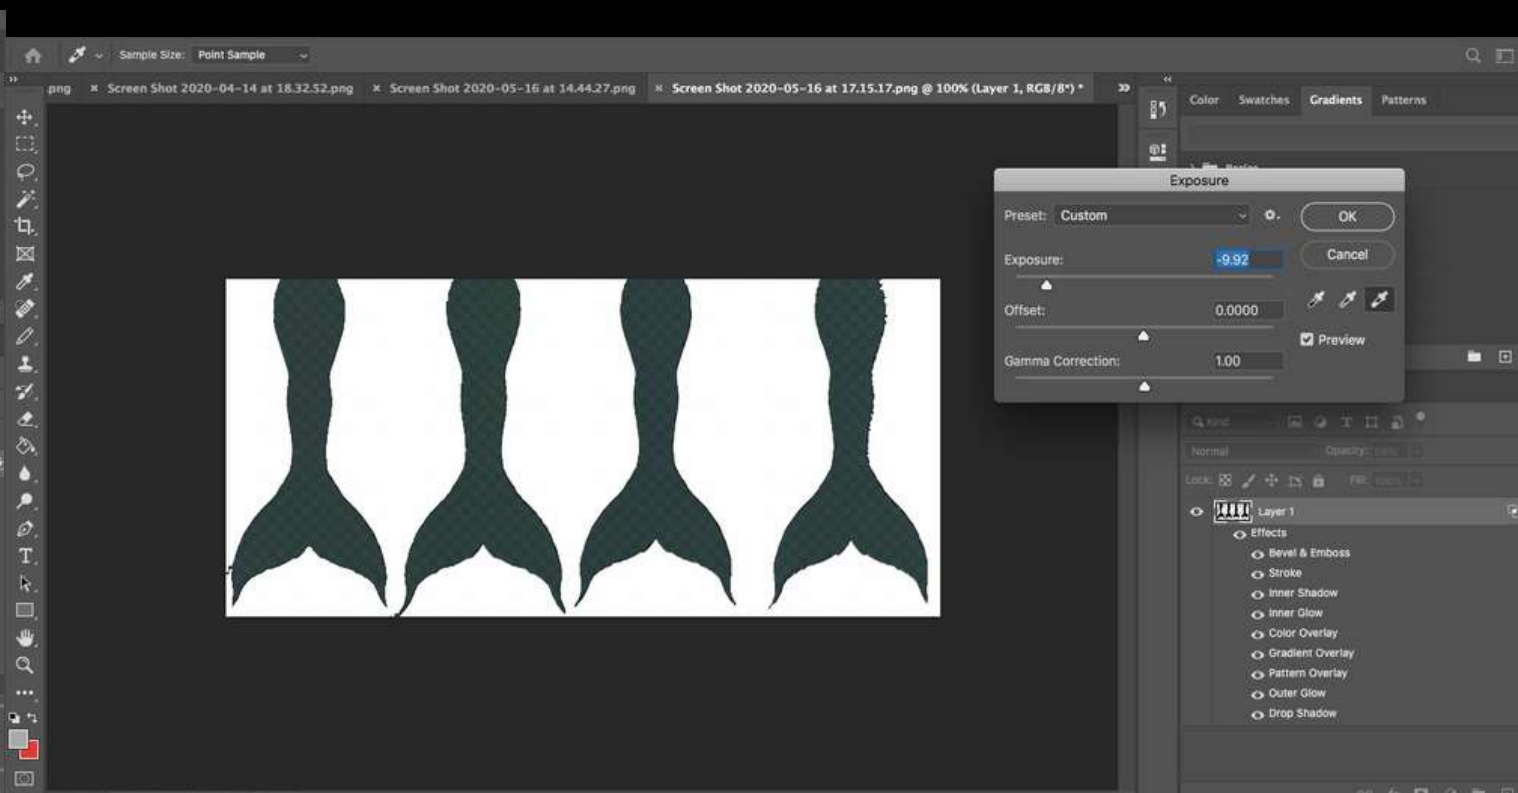 Sample Size: Point Sample
.png × Screen Shot 2020-04-14 at 18.32.52.png × Screen Shot 2020-05-16 at 14.44.27.png × Screen Shot 2020-05-16 at 17.15.17.png @ 100% (Layer 1, RGB/8*) *
Color Swatches Gradients Patterns
Exposure
Preset: Custom
OK
Exposure: -9.92
Cancel
Offset: 0.0000
Preview
Gamma Correction: 1.00
Kind
Normal Opacity:
Lock: Fill:
Layer 1
Effects
Bevel & Emboss
Stroke
Inner Shadow
Inner Glow
Color Overlay
Gradient Overlay
Pattern Overlay
Outer Glow
Drop Shadow